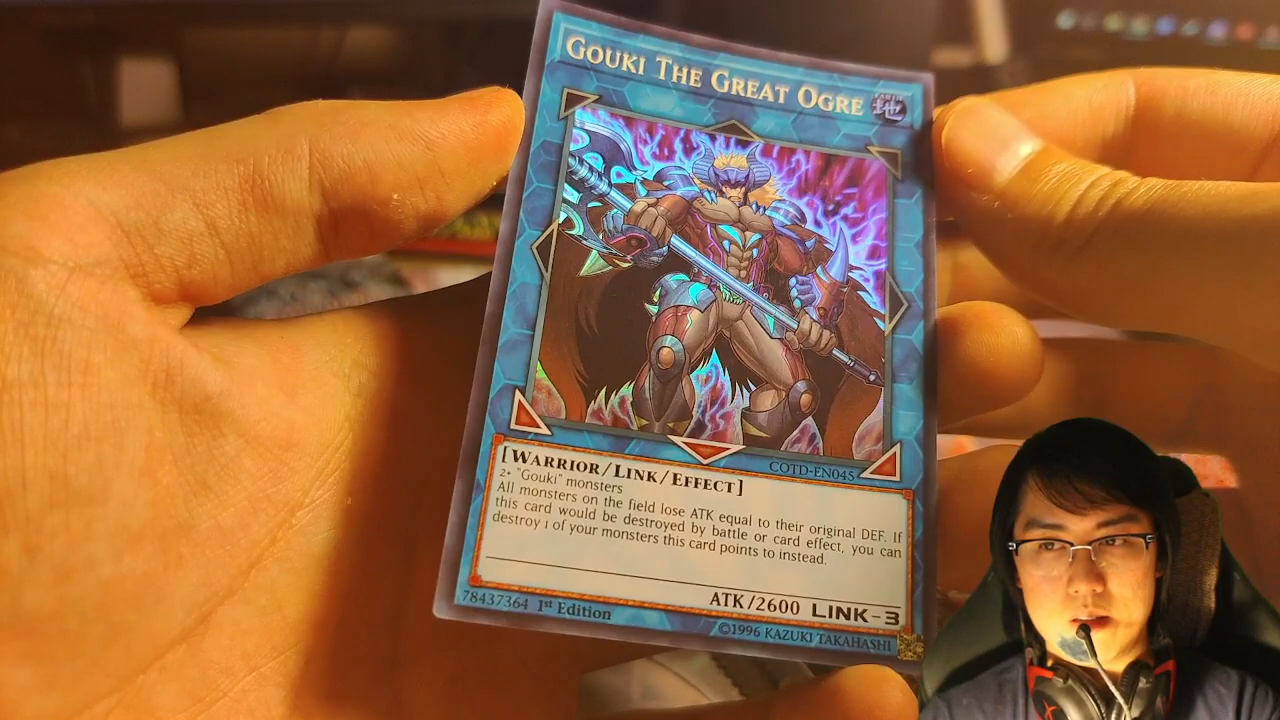 GOUKI THE GREAT OGRE
EARTH
地
COTD-EN045
[WARRIOR/LINK/EFFECT]
2+ "Gouki" monsters
All monsters on the field lose ATK equal to their original DEF. If
this card would be destroyed by battle or card effect, you can
destroy 1 of your monsters this card points to instead.
ATK/2600 LINK-3
78437364 1st Edition
©1996 KAZUKI TAKAHASHI